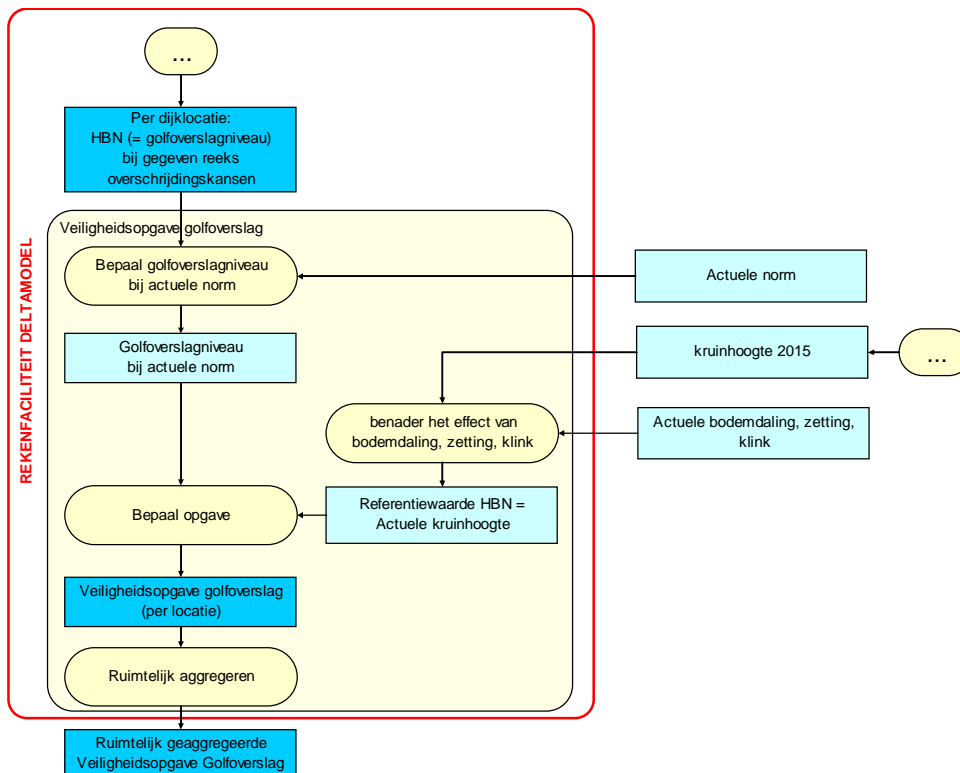 ...
Per dijklocatie:
HBN (= golfoverslagniveau)
bij gegeven reeks
overschrijdingskansen
REKENFACILITEIT DELTAMODEL
Veiligheidsopgave golfoverslag
Bepaal golfoverslagniveau
bij actuele norm
Actuele norm
Golfoverslagniveau
bij actuele norm
kruinhoogte 2015
...
benader het effect van
bodemdaling, zetting, klink
Actuele bodemdaling, zetting,
klink
Referentiewaarde HBN =
Actuele kruinhoogte
Bepaal opgave
Veiligheidsopgave golfoverslag
(per locatie)
Ruimtelijk aggregeren
Ruimtelijk geaggregeerde
Veiligheidsopgave Golfoverslag